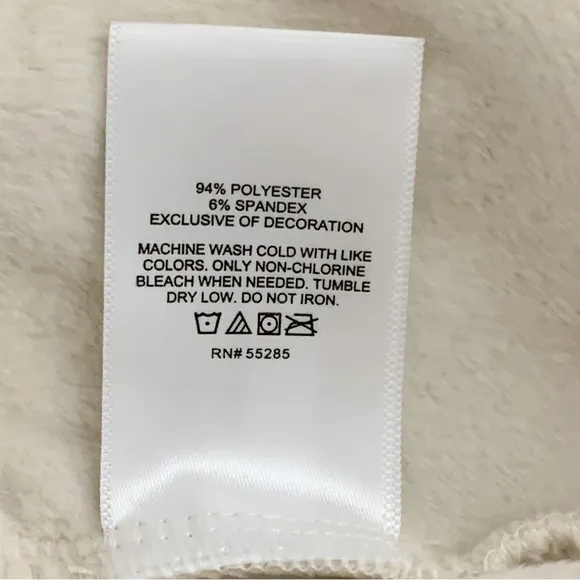 94% POLYESTER
6% SPANDEX
EXCLUSIVE OF DECORATION
MACHINE WASH COLD WITH LIKE
COLORS. ONLY NON-CHLORINE
BLEACH WHEN NEEDED. TUMBLE
DRY LOW. DO NOT IRON.
RN# 55285